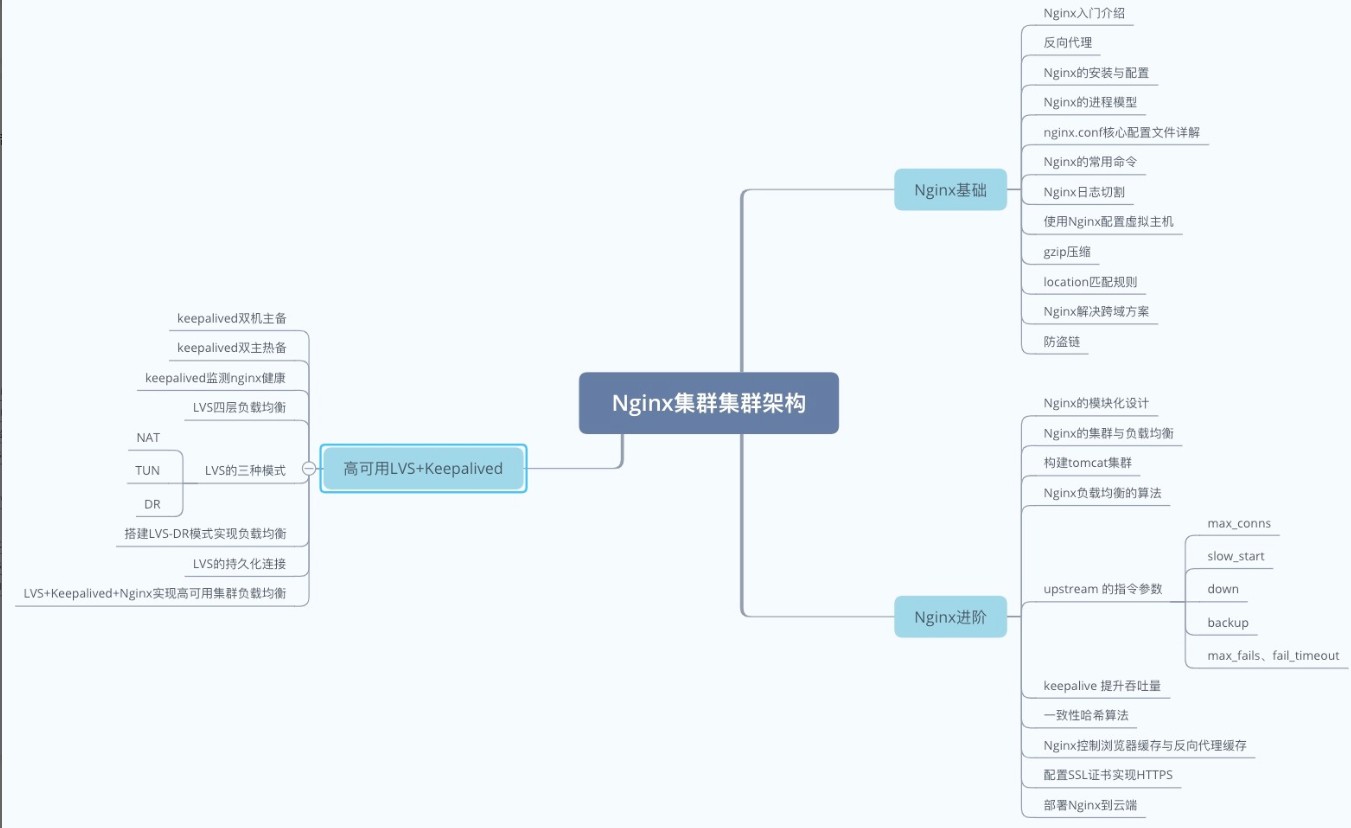 Nginx集群集群架构
Nginx基础
Nginx入门介绍
反向代理
Nginx的安装与配置
Nginx的进程模型
nginx.conf核心配置文件详解
Nginx的常用命令
Nginx日志切割
使用Nginx配置虚拟主机
gzip压缩
location匹配规则
Nginx解决跨域方案
防盗链
Nginx进阶
Nginx的模块化设计
Nginx的集群与负载均衡
构建tomcat集群
Nginx负载均衡的算法
upstream 的指令参数
max_conns
slow_start
down
backup
max_fails、fail_timeout
keepalive 提升吞吐量
一致性哈希算法
Nginx控制浏览器缓存与反向代理缓存
配置SSL证书实现HTTPS
部署Nginx到云端
高可用LVS+Keepalived
keepalived双机主备
keepalived双主热备
keepalived监测nginx健康
LVS四层负载均衡
LVS的三种模式
NAT
TUN
DR
搭建LVS-DR模式实现负载均衡
LVS的持久化连接
LVS+Keepalived+Nginx实现高可用集群负载均衡